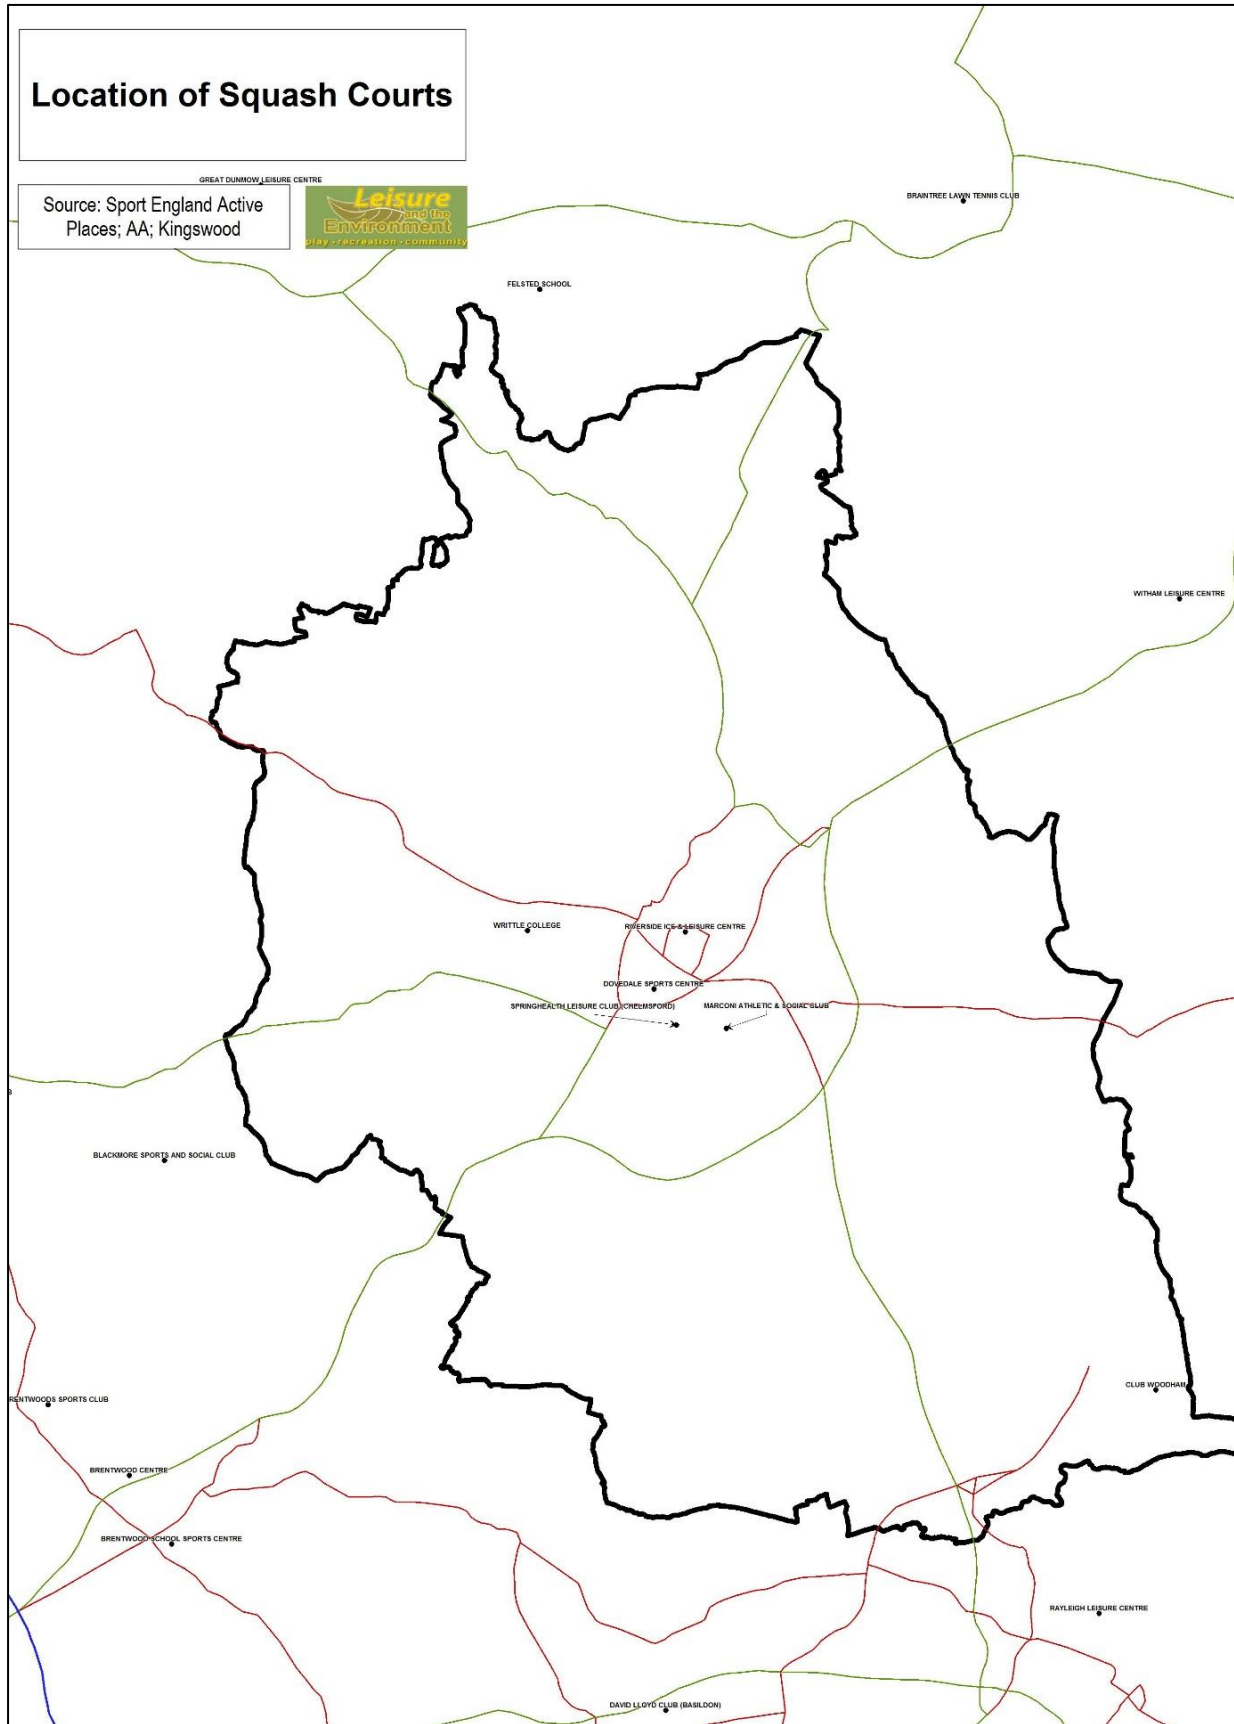 Location of Squash Courts
GREAT DUNMOW LEISURE CENTRE
Source: Sport England Active
Places; AA; Kingswood
Leisure
and the
Environment
play • recreation • community
BRAINTREE LAWN TENNIS CLUB
FELSTED SCHOOL
WITHAM LEISURE CENTRE
WRITTLE COLLEGE
RIVERSIDE ICE & LEISURE CENTRE
DOVEDALE SPORTS CENTRE
SPRINGHEALTH LEISURE CLUB (CHELMSFORD)
MARCONI ATHLETIC & SOCIAL CLUB
BLACKMORE SPORTS AND SOCIAL CLUB
CLUB WOODHAM
RENTWOODS SPORTS CLUB
BRENTWOOD CENTRE
BRENTWOOD SCHOOL SPORTS CENTRE
RAYLEIGH LEISURE CENTRE
DAVID LLOYD CLUB (BASILDON)